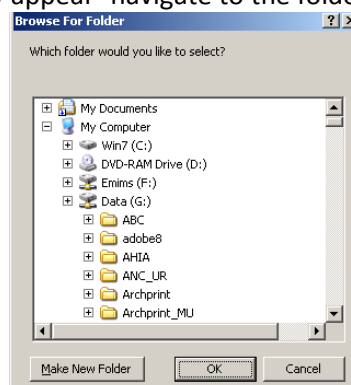 appear navigate to the folde
Browse For Folder
Which folder would you like to select?
My Documents
My Computer
Win7 (C:)
DVD-RAM Drive (D:)
Emims (F:)
Data (G:)
ABC
adobe8
AHIA
ANC_UR
Archprint
Archprint_MU
Make New Folder
OK
Cancel